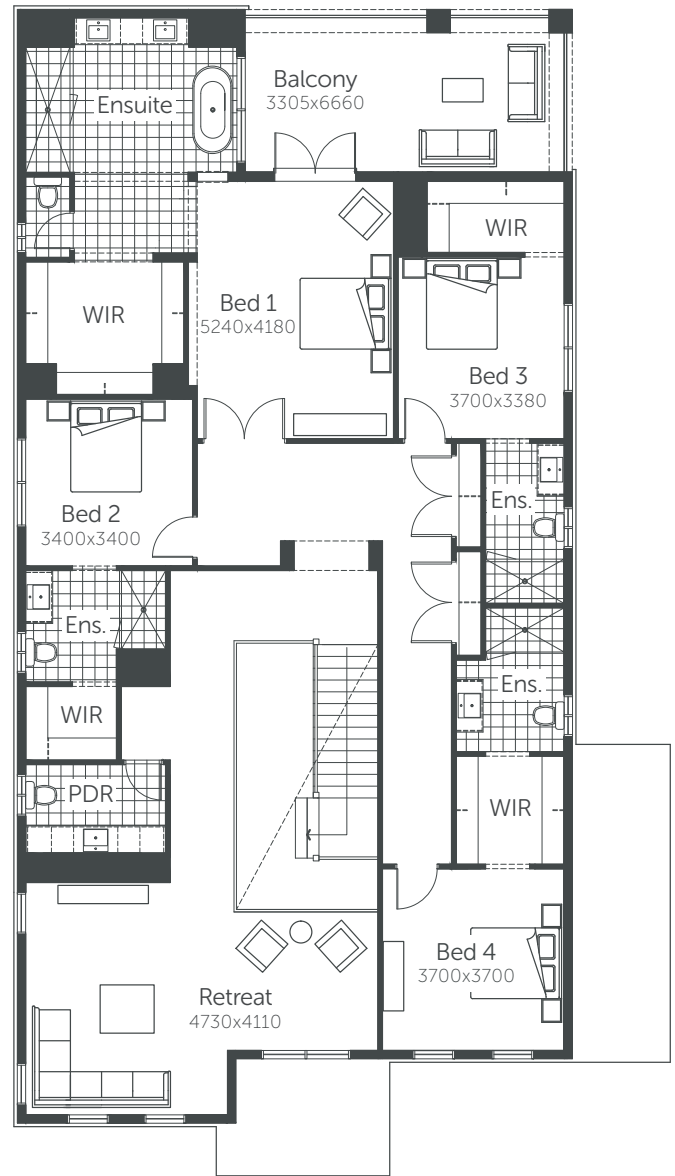 Balcony
3305x6660
Ensuite
WIR
WIR
Bed 1
5240x4180
Bed 3
3700x3380
Bed 2
3400x3400
Ens.
Ens.
Ens.
WIR
PDR
WIR
Bed 4
3700x3700
Retreat
4730x4110